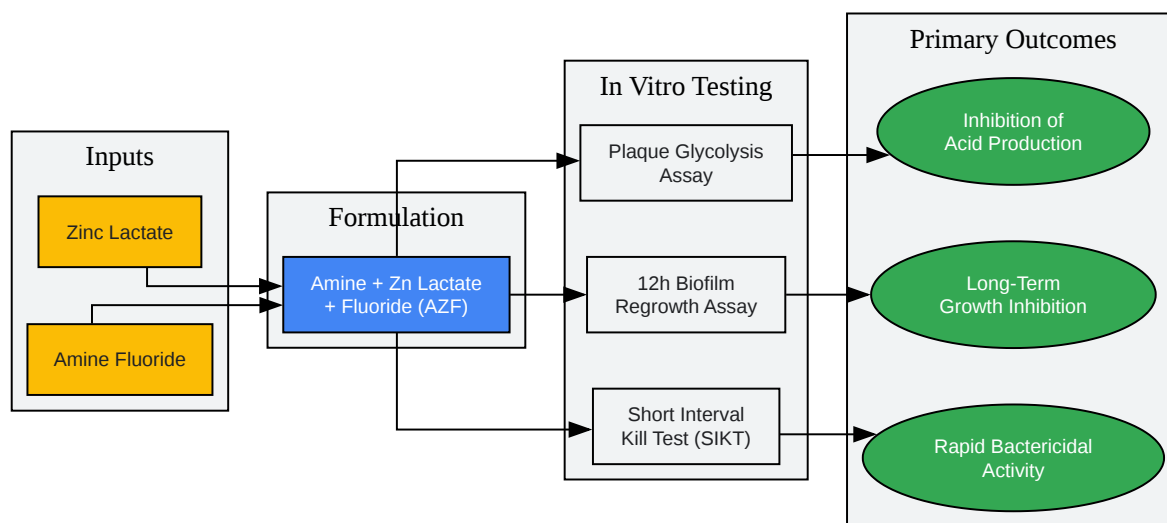 Inputs
Zinc Lactate
Amine Fluoride
Formulation
Amine + Zn Lactate
+ Fluoride (AZF)
In Vitro Testing
Plaque Glycolysis
Assay
12h Biofilm
Regrowth Assay
Short Interval
Kill Test (SIKT)
Primary Outcomes
Inhibition of
Acid Production
Long-Term
Growth Inhibition
Rapid Bactericidal
Activity